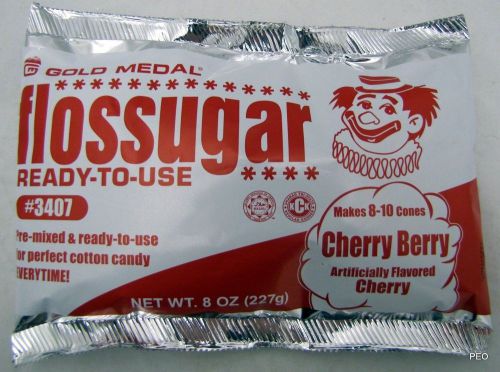 GOLD MEDAL®
flossugar
READY-TO-USE
#3407
Pre-mixed & ready-to-use
for perfect cotton candy
EVERYTIME!
KCK
Makes 8-10 Cones
Cherry Berry
Artificially Flavored
Cherry
NET WT. 8 OZ (227g)
PEO